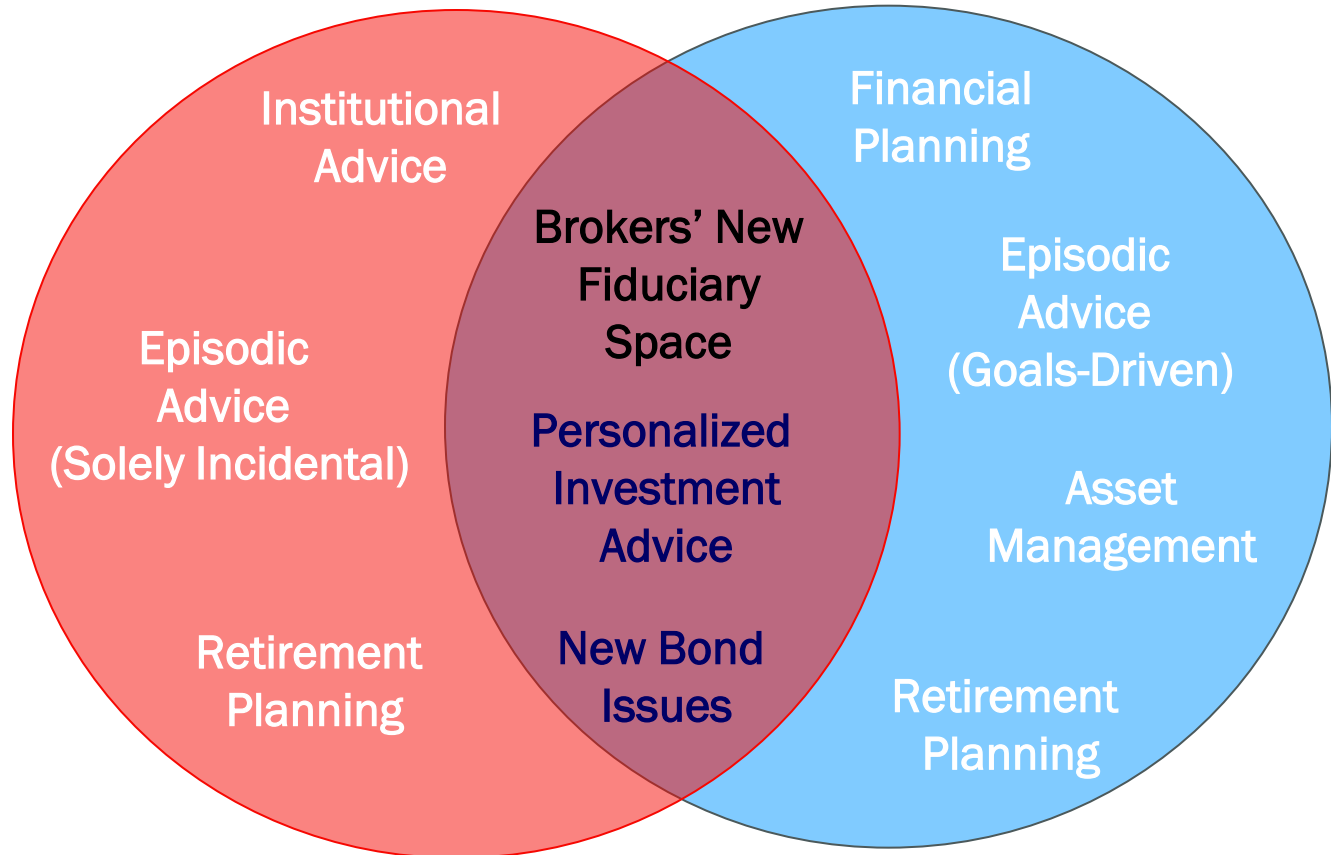 Institutional
Advice
Episodic
Advice
(Solely Incidental)
Retirement
Planning
Brokers’ New
Fiduciary
Space
Personalized
Investment
Advice
New Bond
Issues
Financial
Planning
Episodic
Advice
(Goals-Driven)
Asset
Management
Retirement
Planning